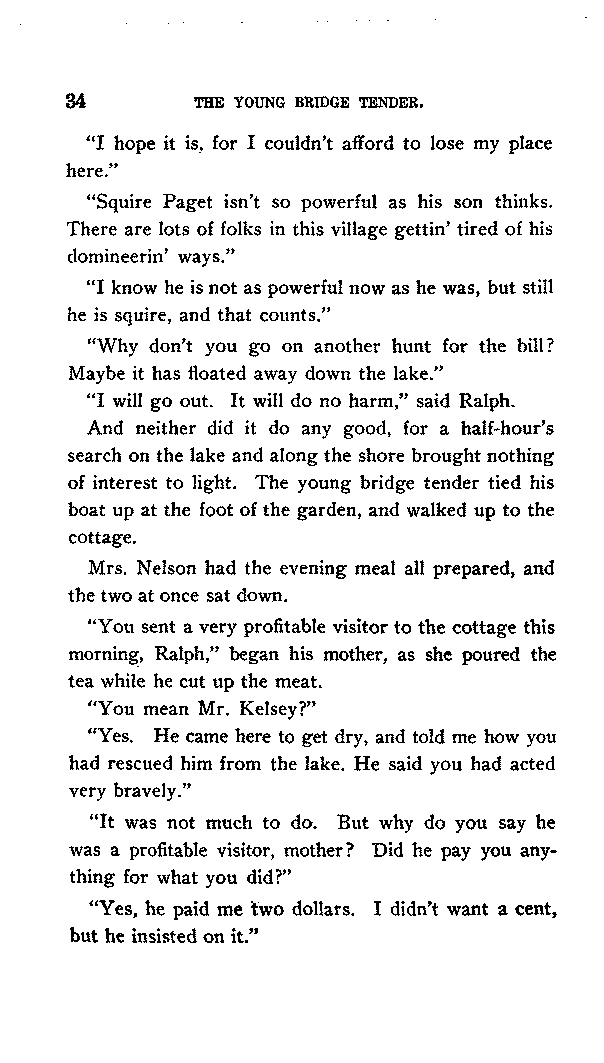 34 THE YOUNG BRIDGE TENDER.
“I hope it is, for I couldn’t afford to lose my place
here.”
“Squire Paget isn’t so powerful as his son thinks.
There are lots of folks in this village gettin’ tired of his
domineerin’ ways.”
“I know he is not as powerful now as he was, but still
he is squire, and that counts.”
“Why don’t you go on another hunt for the bill?
Maybe it has floated away down the lake.”
“I will go out. It will do no harm,” said Ralph.
And neither did it do any good, for a half-hour’s
search on the lake and along the shore brought nothing
of interest to light. The young bridge tender tied his
boat up at the foot of the garden, and walked up to the
cottage.
Mrs. Nelson had the evening meal all prepared, and
the two at once sat down.
“You sent a very profitable visitor to the cottage this
morning, Ralph,” began his mother, as she poured the
tea while he cut up the meat.
“You mean Mr. Kelsey?”
“Yes. He came here to get dry, and told me how you
had rescued him from the lake. He said you had acted
very bravely.”
“It was not much to do. But why do you say he
was a profitable visitor, mother? Did he pay you any-
thing for what you did?”
“Yes, he paid me two dollars. I didn’t want a cent,
but he insisted on it.”